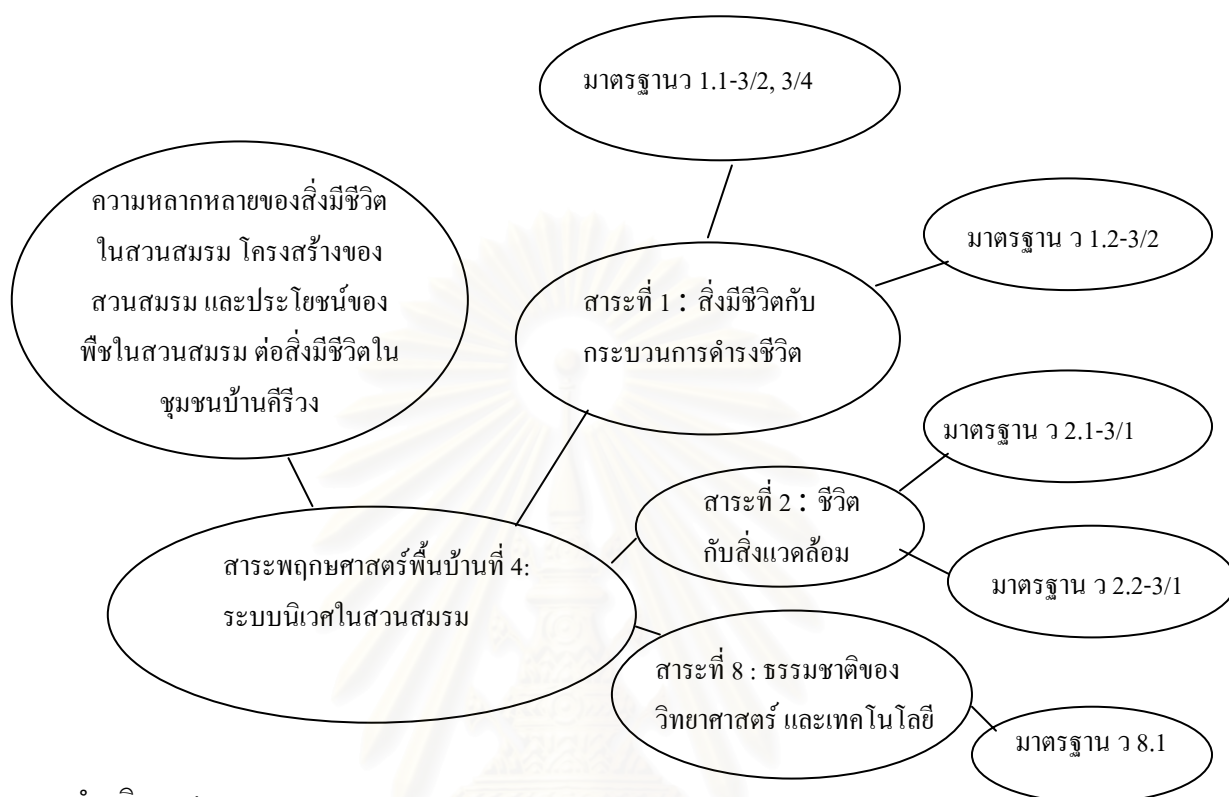 มาตรฐานว 1.1-3/2, 3/4
ความหลากหลายของสิ่งมีชีวิต
ในสวนสมรม โครงสร้างของ
สวนสมรม และประโยชน์ของ
พืชในสวนสมรม ต่อสิ่งมีชีวิตใน
ชุมชนบ้านคีรีวง
มาตรฐาน ว 1.2-3/2
สาระที่ 1 : สิ่งมีชีวิตกับ
กระบวนการดำรงชีวิต
มาตรฐาน ว 2.1-3/1
สาระที่ 2 : ชีวิต
กับสิ่งแวดล้อม
มาตรฐาน ว 2.2-3/1
สาระพฤกษศาสตร์พื้นบ้านที่ 4:
ระบบนิเวศในสวนสมรม
สาระที่ 8 : ธรรมชาติของ
วิทยาศาสตร์ และเทคโนโลยี
มาตรฐาน ว 8.1